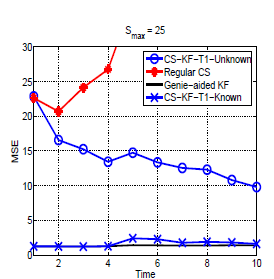 S_max = 25
30
25
20
15
10
5
0
MSE
2
4
6
8
10
Time
CS-KF-T1-Unknown
Regular CS
Genie-aided KF
CS-KF-T1-Known